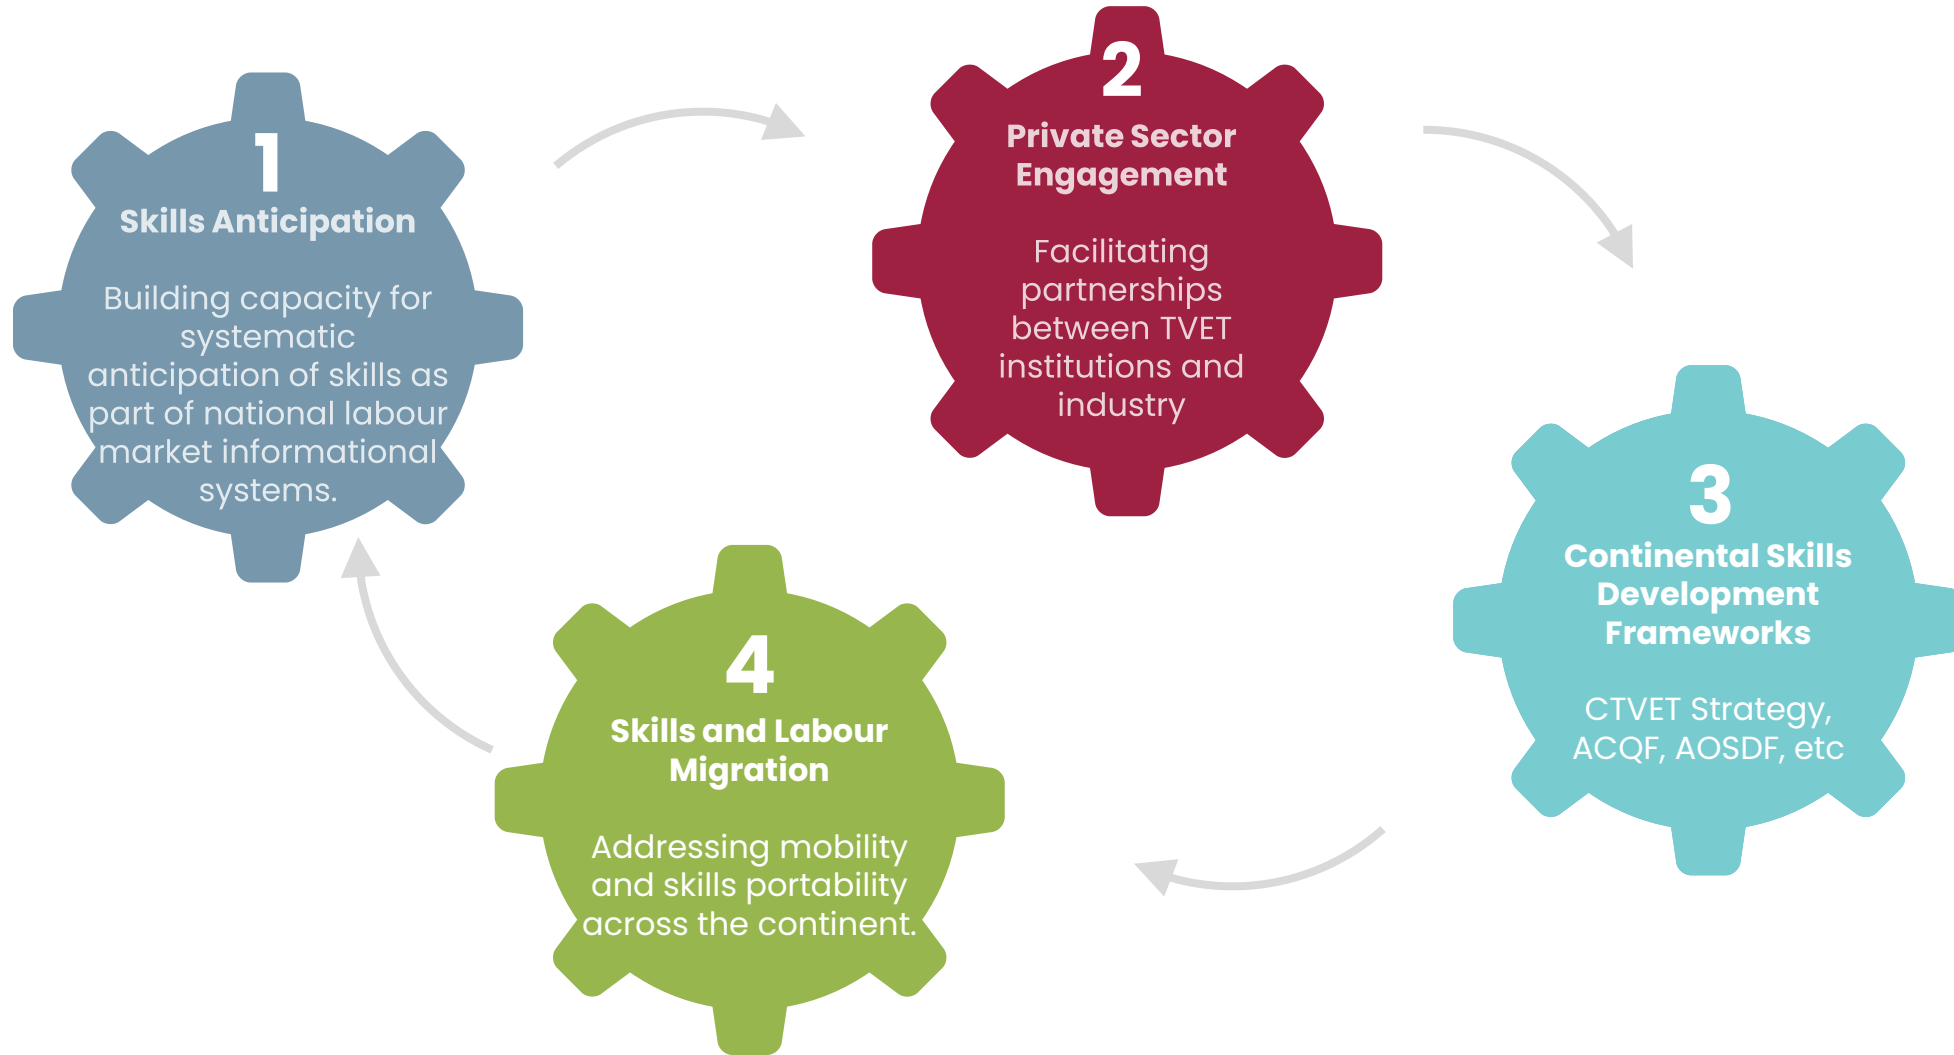 1
Skills Anticipation
Building capacity for
systematic
anticipation of skills as
part of national labour
market informational
systems.
2
Private Sector
Engagement
Facilitating
partnerships
between TVET
institutions and
industry
3
Continental Skills
Development
Frameworks
CTVET Strategy,
ACQF, AOSDF, etc
4
Skills and Labour
Migration
Addressing mobility
and skills portability
across the continent.